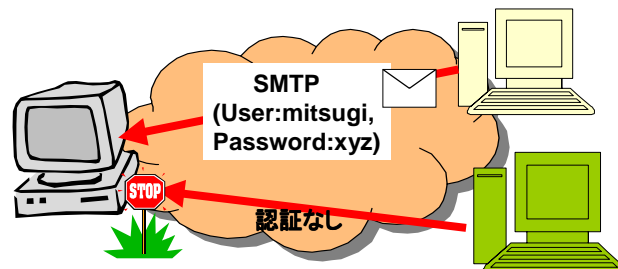 SMTP
(User:mitsugi,
Password:xyz)
STOP
認証なし